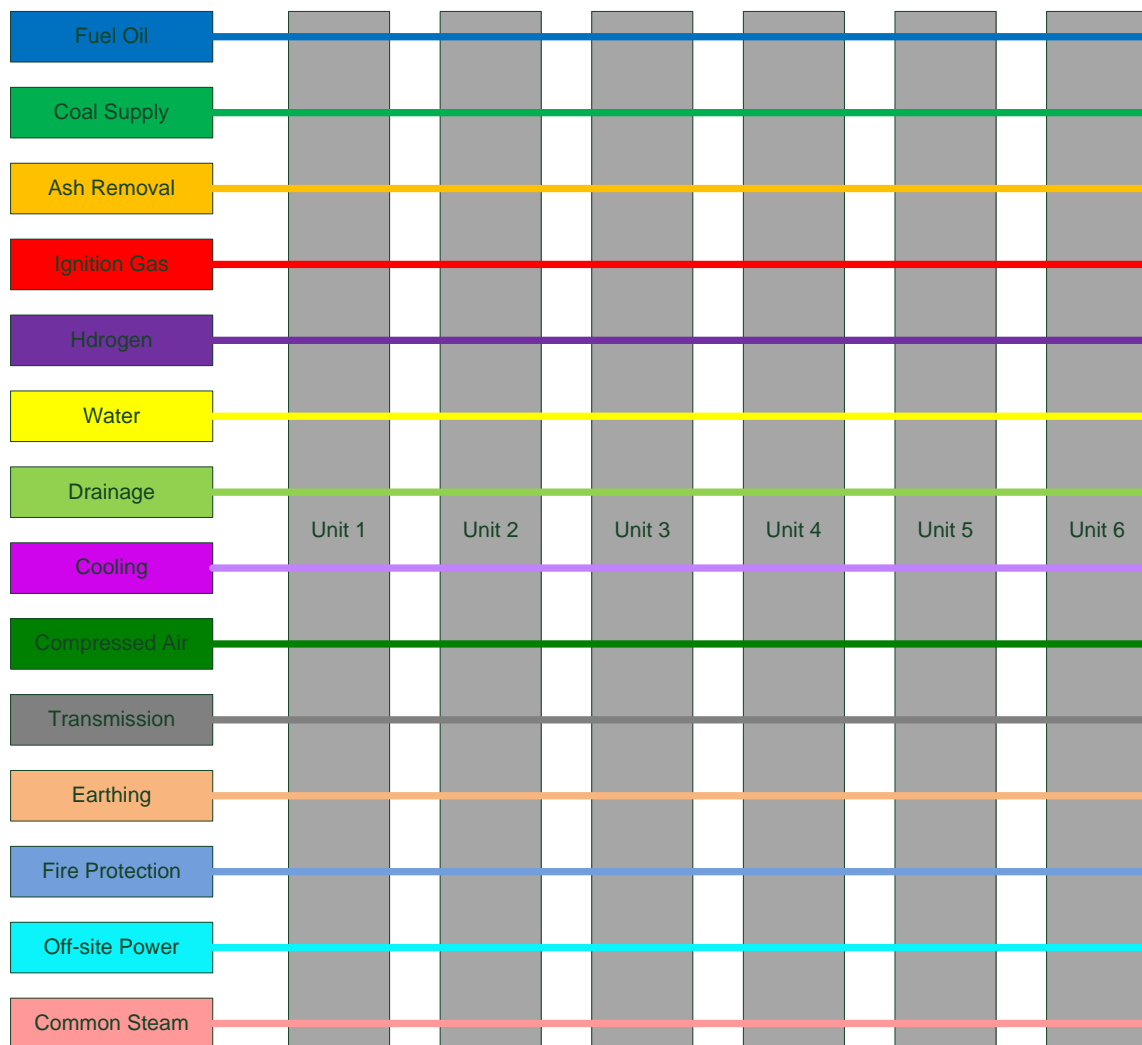 Fuel Oil
Coal Supply
Ash Removal
Ignition Gas
Hdrogen
Water
Drainage
Unit 1 Unit 2 Unit 3 Unit 4 Unit 5 Unit 6
Cooling
Compressed Air
Transmission
Earthing
Fire Protection
Off-site Power
Common Steam